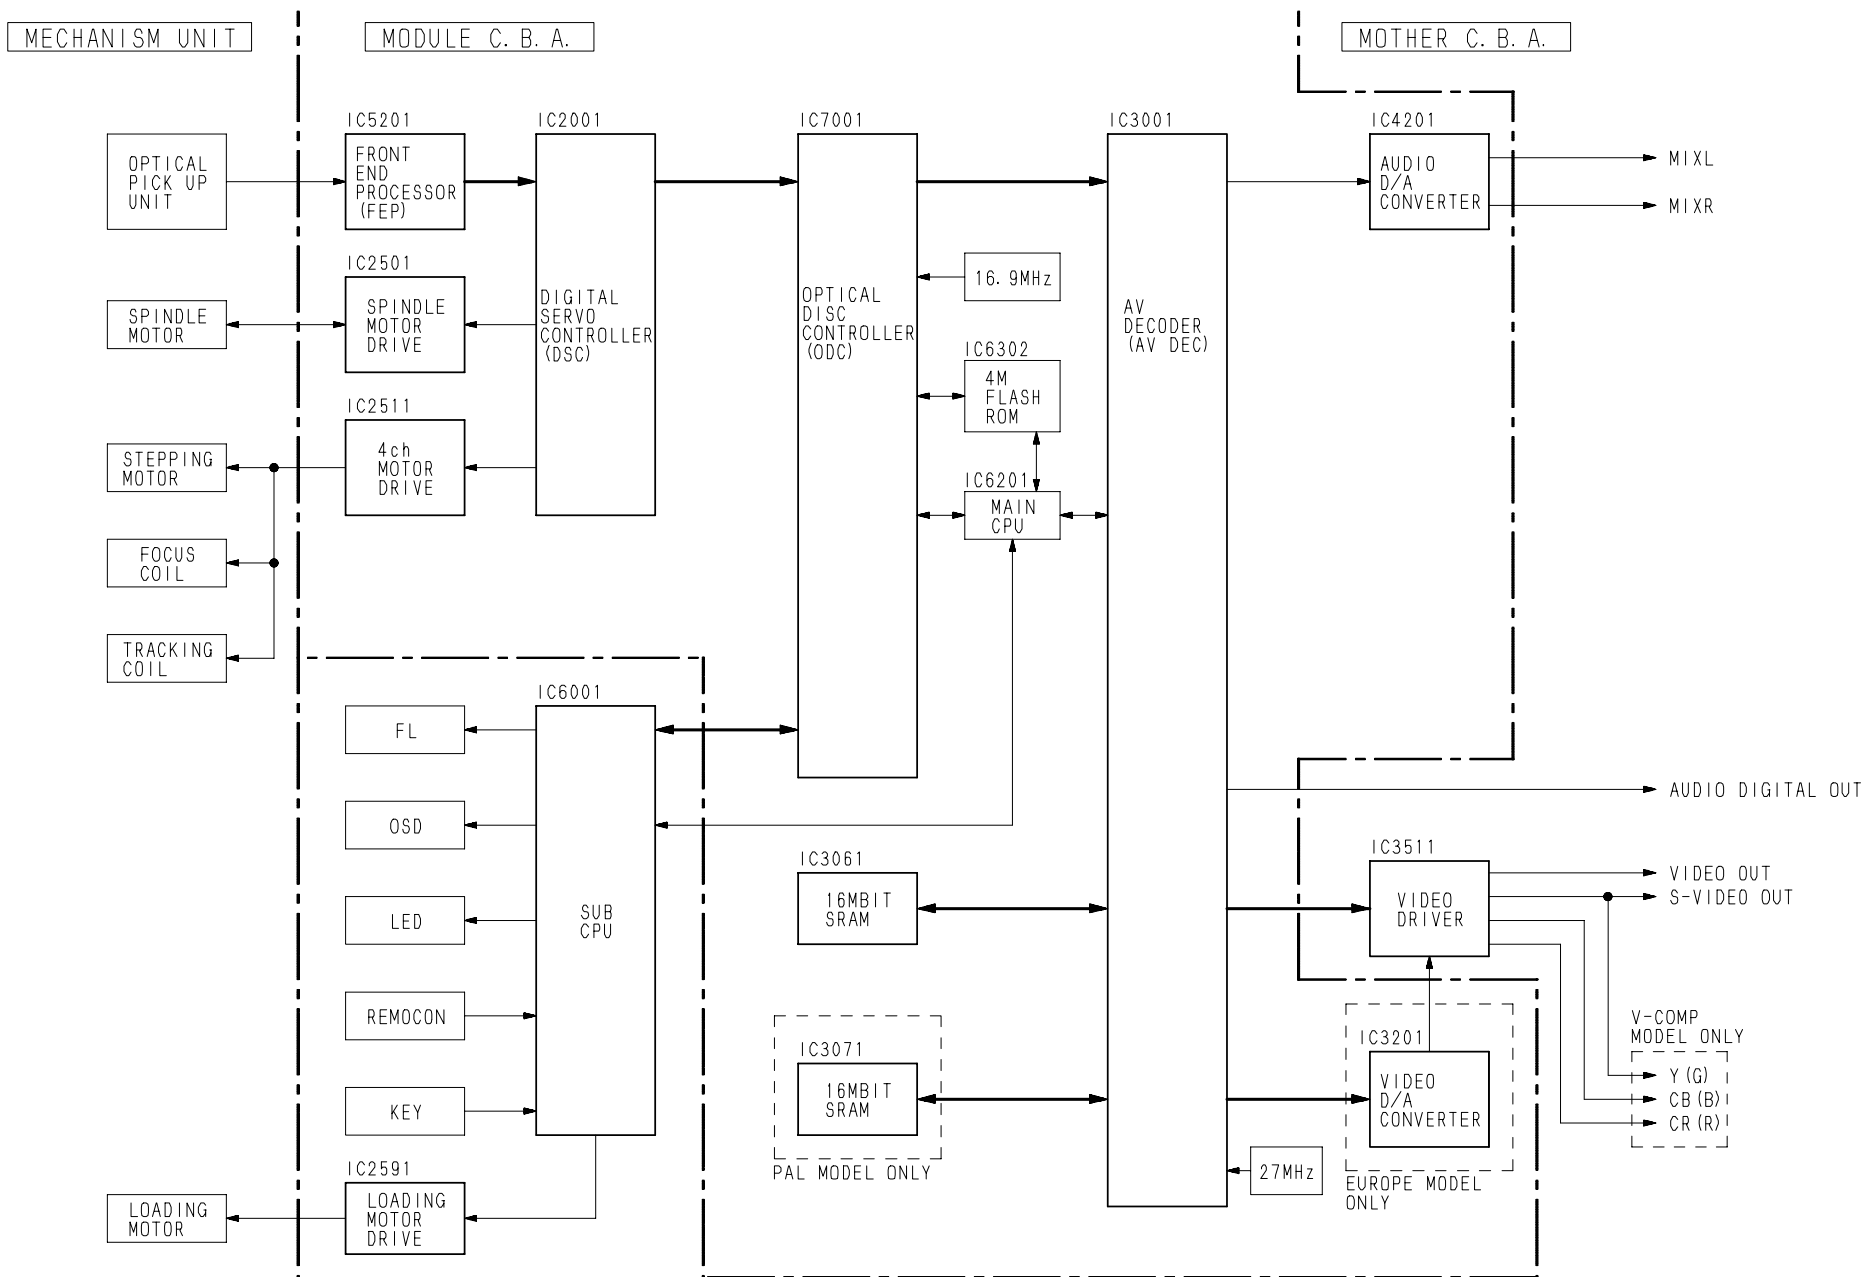 MECHANISM UNIT
MODULE C.B.A.
MOTHER C.B.A.
OPTICAL
PICK UP
UNIT
IC5201
FRONT
END
PROCESSOR
(FEP)
IC2001
DIGITAL
SERVO
CONTROLLER
(DSC)
IC7001
OPTICAL
DISC
CONTROLLER
(ODC)
IC3001
AV
DECODER
(AV DEC)
IC4201
AUDIO
D/A
CONVERTER
MIXL
MIXR
SPINDLE
MOTOR
IC2501
SPINDLE
MOTOR
DRIVE
16.9MHz
IC6302
4M
FLASH
ROM
IC6201
MAIN
CPU
STEPPING
MOTOR
IC2511
4ch
MOTOR
DRIVE
FOCUS
COIL
TRACKING
COIL
IC6001
SUB
CPU
FL
OSD
LED
REMOCON
KEY
IC2591
LOADING
MOTOR
DRIVE
LOADING
MOTOR
IC3061
16MBIT
SRAM
IC3071
16MBIT
SRAM
PAL MODEL ONLY
AUDIO DIGITAL OUT
IC3511
VIDEO
DRIVER
VIDEO OUT
S-VIDEO OUT
IC3201
VIDEO
D/A
CONVERTER
27MHz
EUROPE MODEL
ONLY
V-COMP
MODEL ONLY
Y(G)
CB(B)
CR(R)